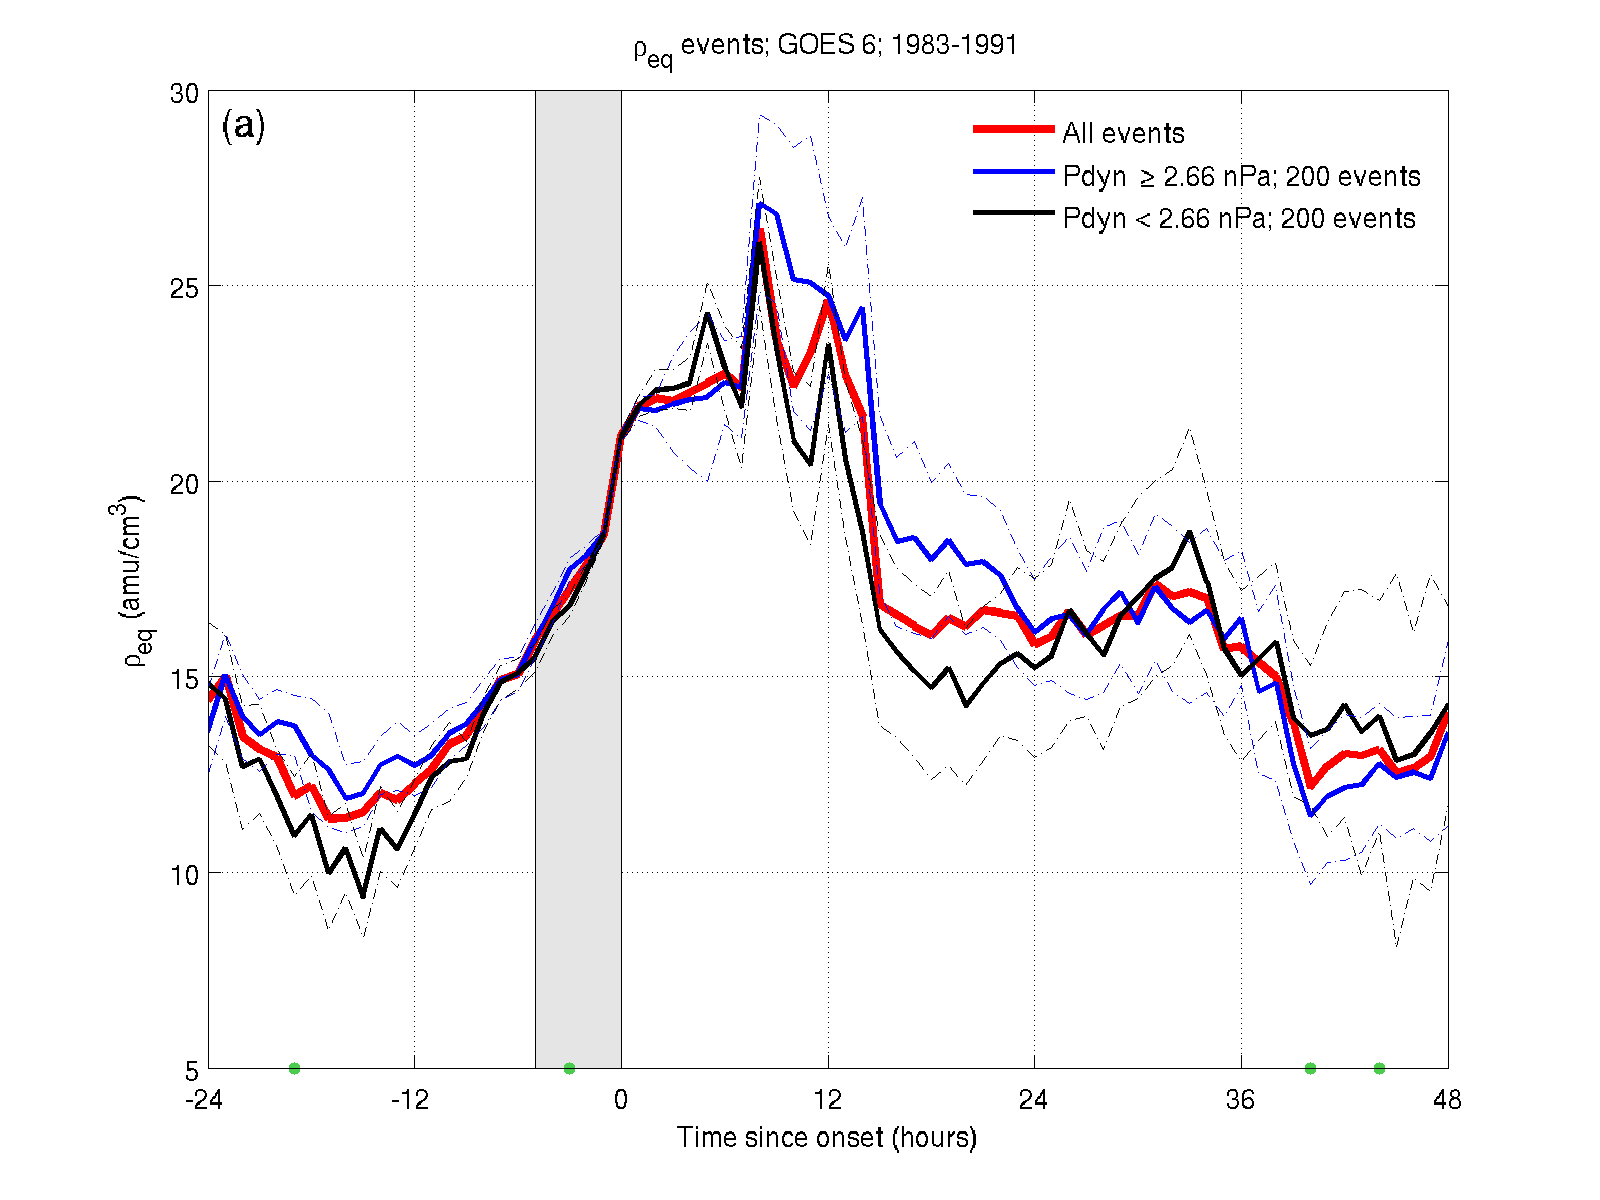 ρeq events; GOES 6; 1983-1991
(a)
All events
Pdyn ≥ 2.66 nPa; 200 events
Pdyn < 2.66 nPa; 200 events
ρeq (amu/cm3)
30
25
20
15
10
5
-24 -12 0 12 24 36 48
Time since onset (hours)